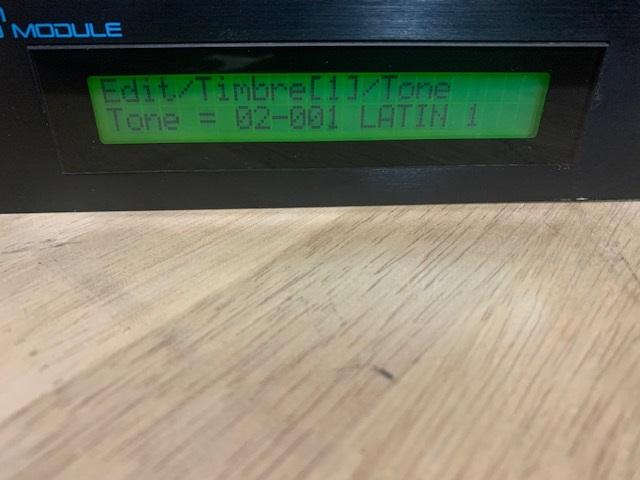 MODULE
Edit/Timbre[1]/Tone
Tone = 02-001 LATIN 1